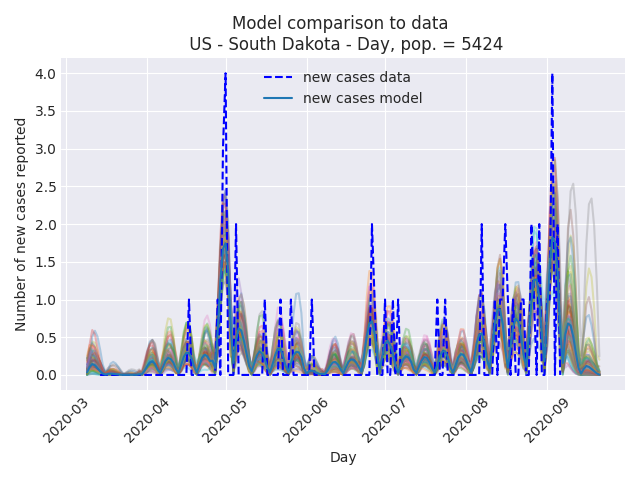 Model comparison to data
US - South Dakota - Day, pop. = 5424
new cases data
new cases model
Number of new cases reported
4.0
3.5
3.0
2.5
2.0
1.5
1.0
0.5
0.0
2020-03
2020-04
2020-05
2020-06
2020-07
2020-08
2020-09
Day